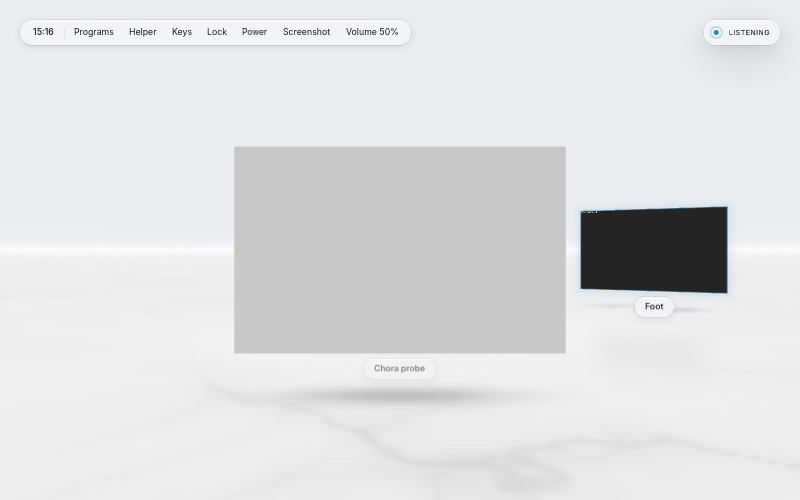 15:16 Programs Helper Keys Lock Power Screenshot Volume 50%
LISTENING
Foot
Chora probe